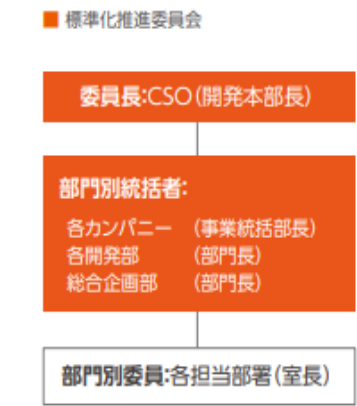 ■ 標準化推進委員会
委員長:CSO(開発本部長)
部門別統括者:
各カンパニー (事業統括部長)
各開発部 (部門長)
総合企画部 (部門長)
部門別委員:各担当部署(室長)